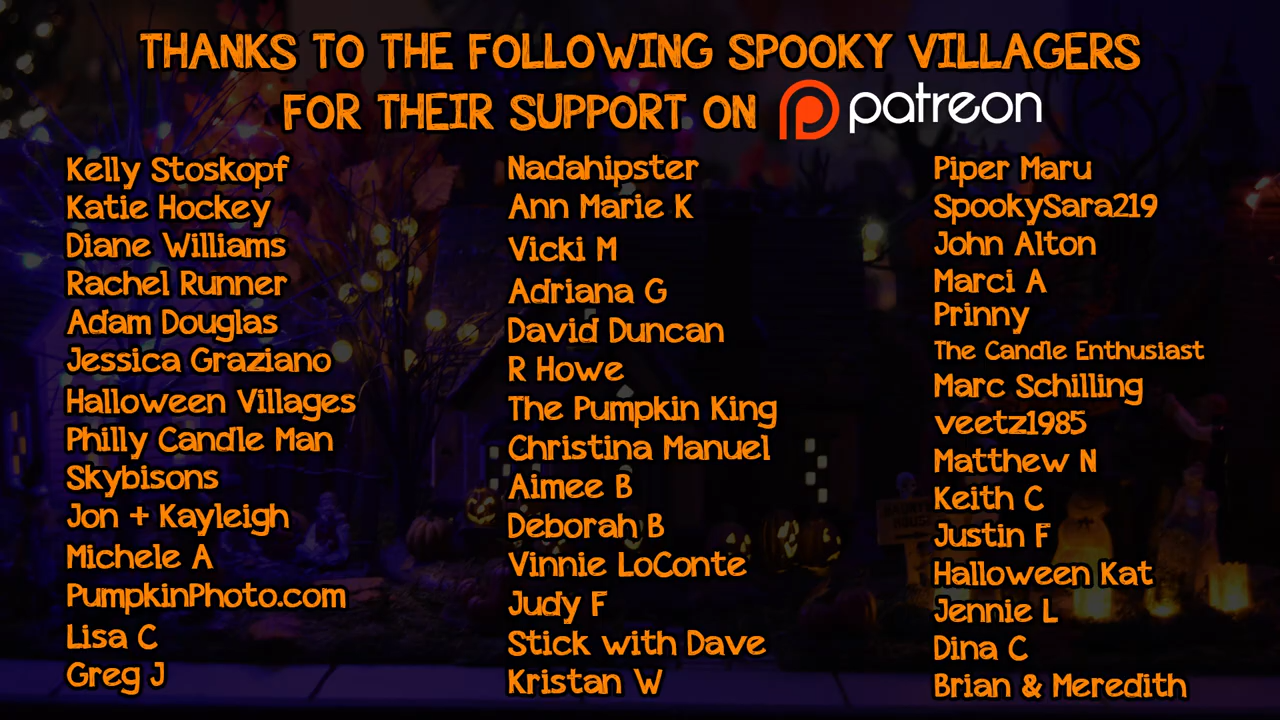 THANKS TO THE FOLLOWING SPOOKY VILLAGERS
FOR THEIR SUPPORT ON patreon
Kelly Stoskopf
Katie Hockey
Diane Williams
Rachel Runner
Adam Douglas
Jessica Graziano
Halloween Villages
Philly Candle Man
Skybisons
Jon + Kayleigh
Michele A
PumpkinPhoto.com
Lisa C
Greg J
Nadahipster
Ann Marie K
Vicki M
Adriana G
David Duncan
R Howe
The Pumpkin King
Christina Manuel
Aimee B
Deborah B
Vinnie LoConte
Judy F
Stick with Dave
Kristan W
Piper Maru
SpookySara219
John Alton
Marci A
Prinny
The Candle Enthusiast
Marc Schilling
veetz1985
Matthew N
Keith C
Justin F
Halloween Kat
Jennie L
Dina C
Brian & Meredith
HAUNTED
HOUSE